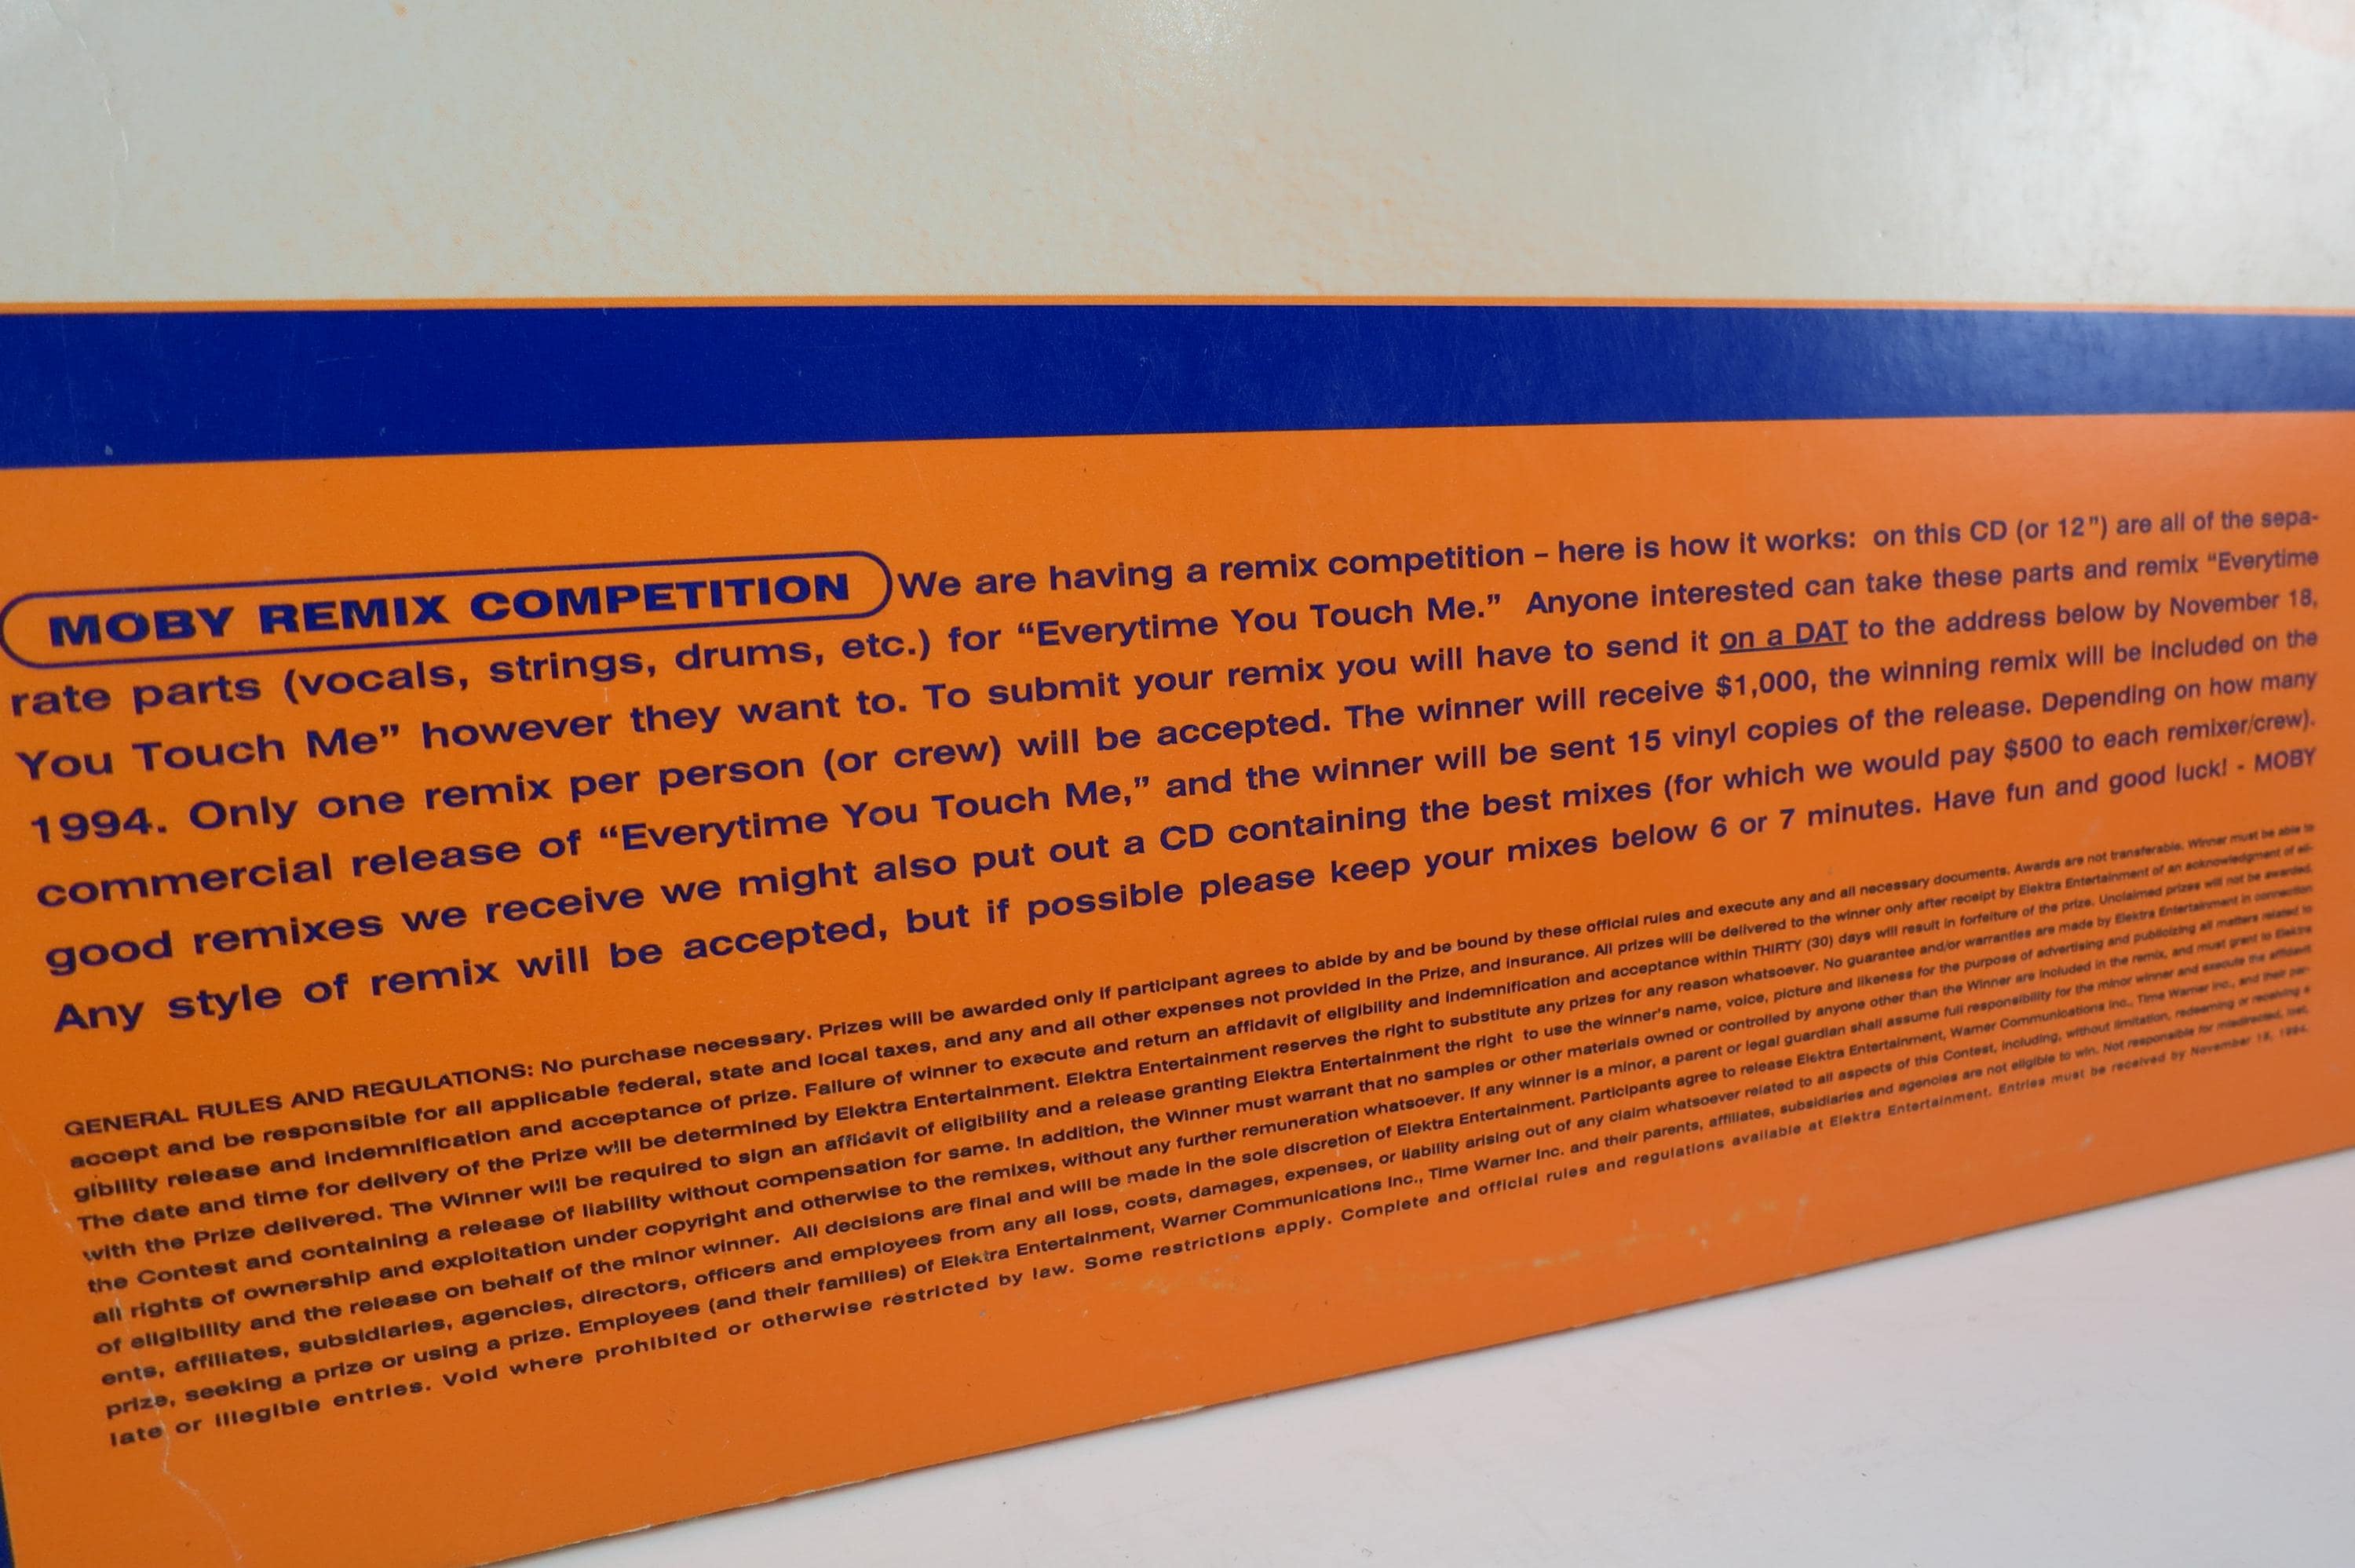 MOBY REMIX COMPETITION We are having a remix competition – here is how it works: on this CD (or 12") are all of the sepa-
rate parts (vocals, strings, drums, etc.) for “Everytime You Touch Me.” Anyone interested can take these parts and remix “Everytime
You Touch Me” however they want to. To submit your remix you will have to send it on a DAT to the address below by November 18,
1994. Only one remix per person (or crew) will be accepted. The winner will receive $1,000, the winning remix will be included on the
commercial release of “Everytime You Touch Me,” and the winner will be sent 15 vinyl copies of the release. Depending on how many
good remixes we receive we might also put out a CD containing the best mixes (for which we would pay $500 to each remixer/crew).
Any style of remix will be accepted, but if possible please keep your mixes below 6 or 7 minutes. Have fun and good luck! - MOBY
GENERAL RULES AND REGULATIONS: No purchase necessary. Prizes will be awarded only if participant agrees to abide by and be bound by these official rules and execute any and all necessary documents. Awards are not transferable. Winner must be able to
accept and be responsible for all applicable federal, state and local taxes, and any and all other expenses not provided in the Prize, and insurance. All prizes will be delivered to the winner only after receipt by Elektra Entertainment of an acknowledgment of eli-
gibility release and indemnification and acceptance of prize. Failure of winner to execute and return an affidavit of eligibility and indemnification and acceptance within THIRTY (30) days will result in forfeiture of the prize. Unclaimed prizes will not be awarded.
The date and time for delivery of the Prize will be determined by Elektra Entertainment. Elektra Entertainment reserves the right to substitute any prizes for any reason whatsoever. No guarantee and/or warranties are made by Elektra Entertainment in connection
with the Prize delivered. The Winner will be required to sign an affidavit of eligibility and a release granting Elektra Entertainment the right to use the winner's name, voice, picture and likeness for the purpose of advertising and publicizing all matters related to
the Contest and containing a release of liability without compensation for same. In addition, the Winner must warrant that no samples or other materials owned or controlled by anyone other than the Winner are included in the remix, and must grant to Elektra
all rights of ownership and exploitation under copyright and otherwise to the remixes, without any further remuneration whatsoever. If any winner is a minor, a parent or legal guardian shall assume full responsibility for the minor winner and execute the affidavit
of eligibility and the release on behalf of the minor winner. All decisions are final and will be made in the sole discretion of Elektra Entertainment. Participants agree to release Elektra Entertainment, Warner Communications Inc., Time Warner Inc., and their par-
ents, affiliates, subsidiaries, agencies, directors, officers and employees from any all loss, costs, damages, expenses, or liability arising out of any claim whatsoever related to all aspects of this Contest, including, without limitation, redeeming or receiving a
prize, seeking a prize or using a prize. Employees (and their families) of Elektra Entertainment, Warner Communications Inc., Time Warner Inc. and their parents, affiliates, subsidiaries and agencies are not eligible to win. Not responsible for misdirected, lost,
late or illegible entries. Void where prohibited or otherwise restricted by law. Some restrictions apply. Complete and official rules and regulations available at Elektra Entertainment. Entries must be received by November 18, 1994.